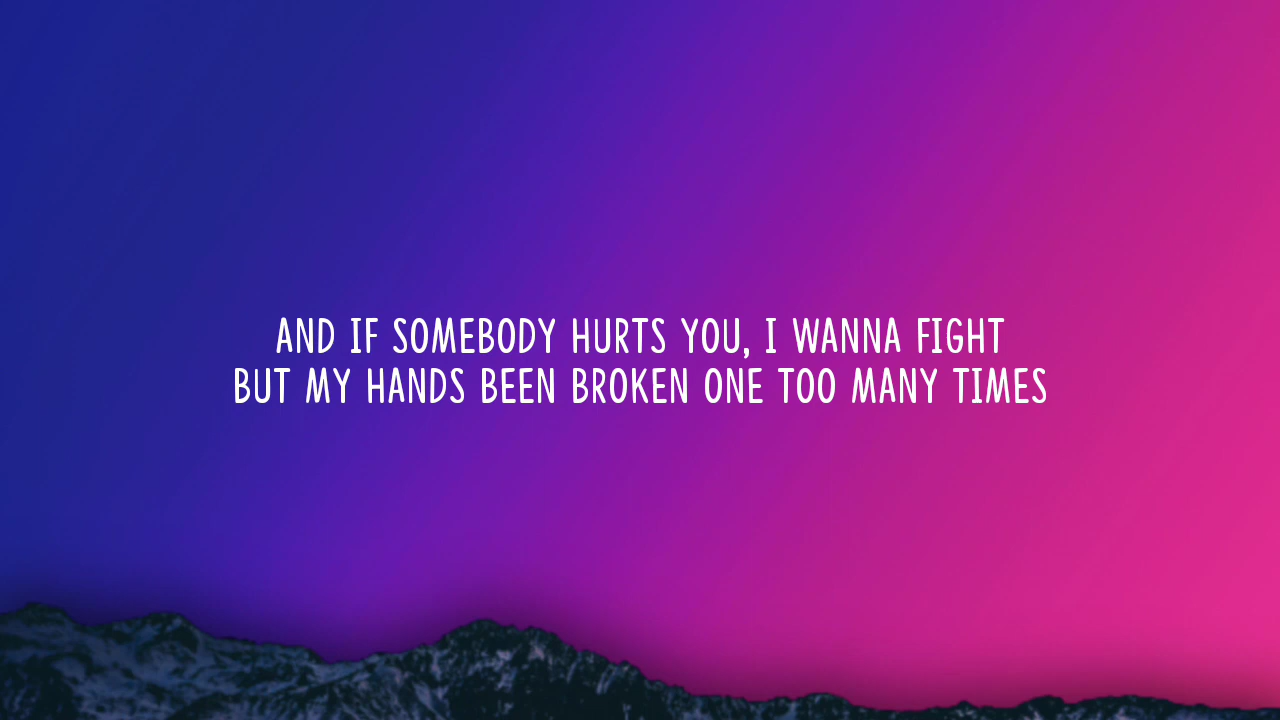 AND IF SOMEBODY HURTS YOU, I WANNA FIGHT
BUT MY HANDS BEEN BROKEN ONE TOO MANY TIMES